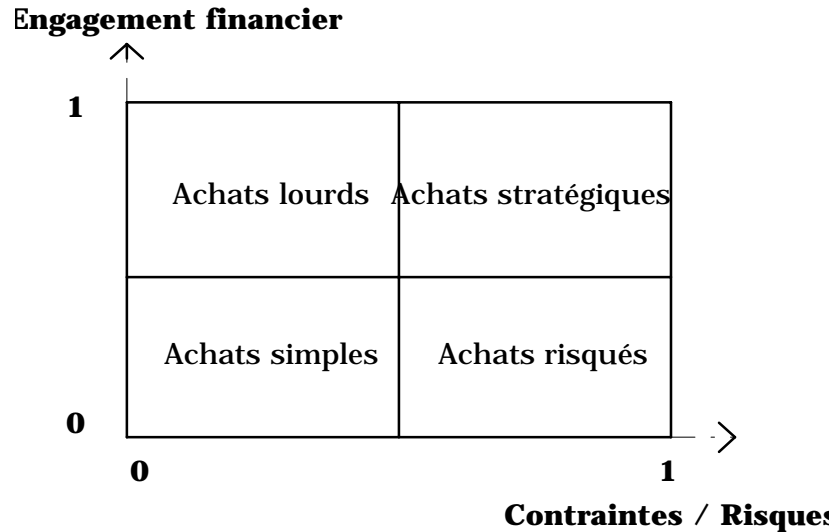 Engagement financier
1
Achats lourds Achats stratégiques
Achats simples Achats risqués
0
0 1
Contraintes / Risques